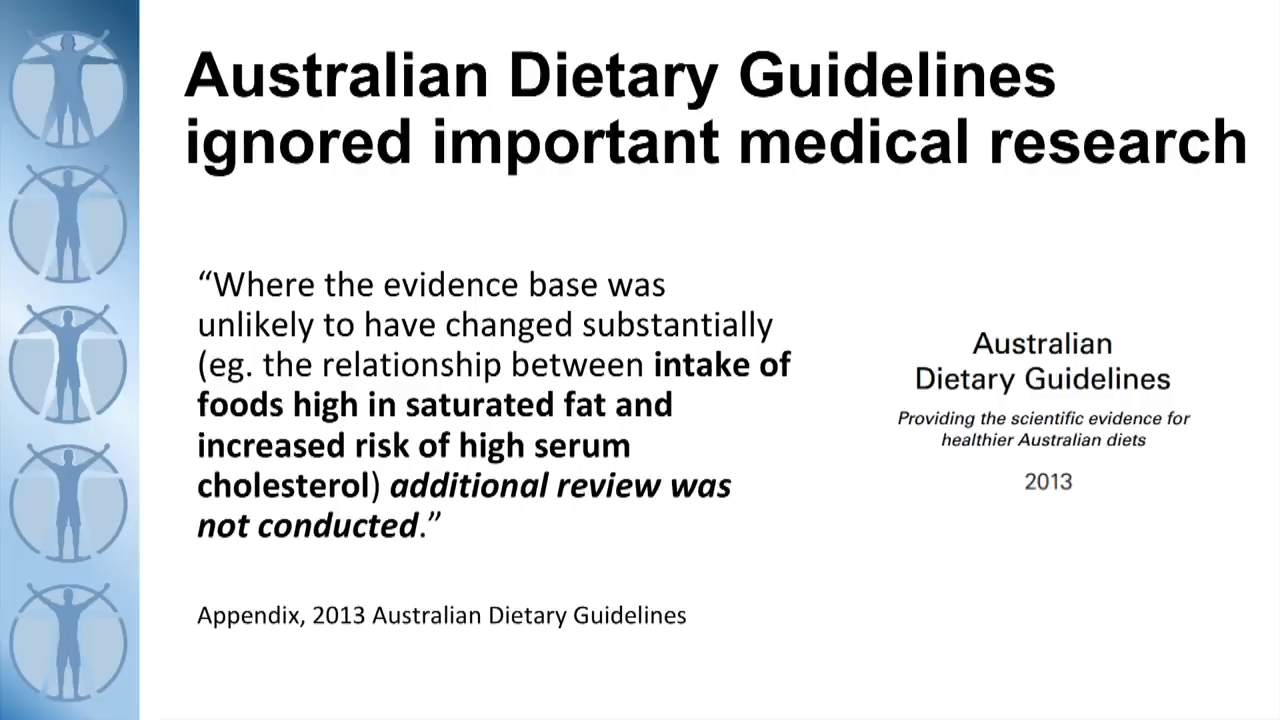 Australian Dietary Guidelines
ignored important medical research
“Where the evidence base was
unlikely to have changed substantially
(eg. the relationship between intake of
foods high in saturated fat and
increased risk of high serum
cholesterol) additional review was
not conducted.”
Appendix, 2013 Australian Dietary Guidelines
Australian
Dietary Guidelines
Providing the scientific evidence for
healthier Australian diets
2013